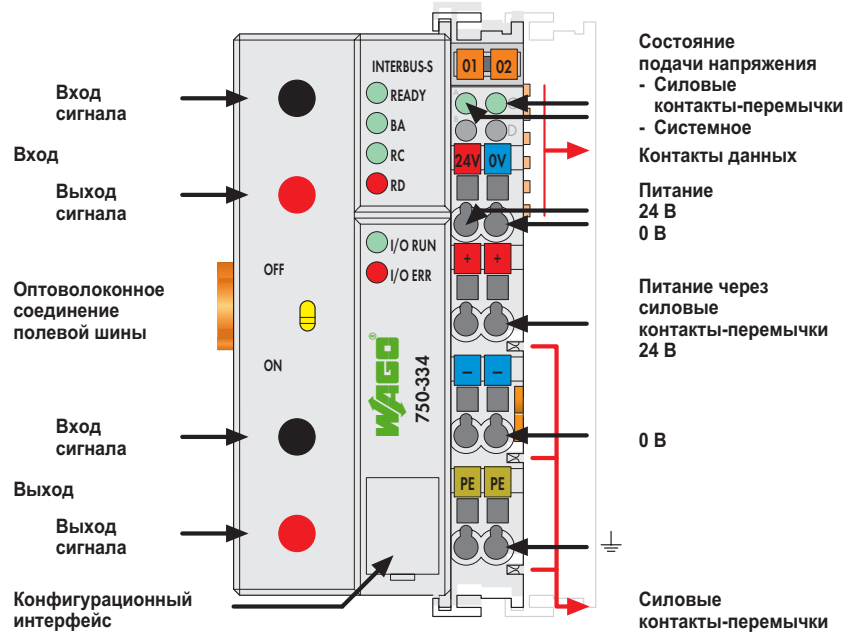 Вход
сигнала
Вход
Выход
сигнала
Оптоволоконное
соединение
полевой шины
Вход
сигнала
Выход
Выход
сигнала
Конфигурационный
интерфейс
OFF
ON
INTERBUS-S
READY
BA
RC
RD
I/O RUN
I/O ERR
WAGO
750-334
01 02
A C
B D
24V 0V
+ +
– –
PE PE
Состояние
подачи напряжения
- Силовые
контакты-перемычки
- Системное
Контакты данных
Питание
24 В
0 В
Питание через
силовые
контакты-перемычки
24 В
0 В
Силовые
контакты-перемычки